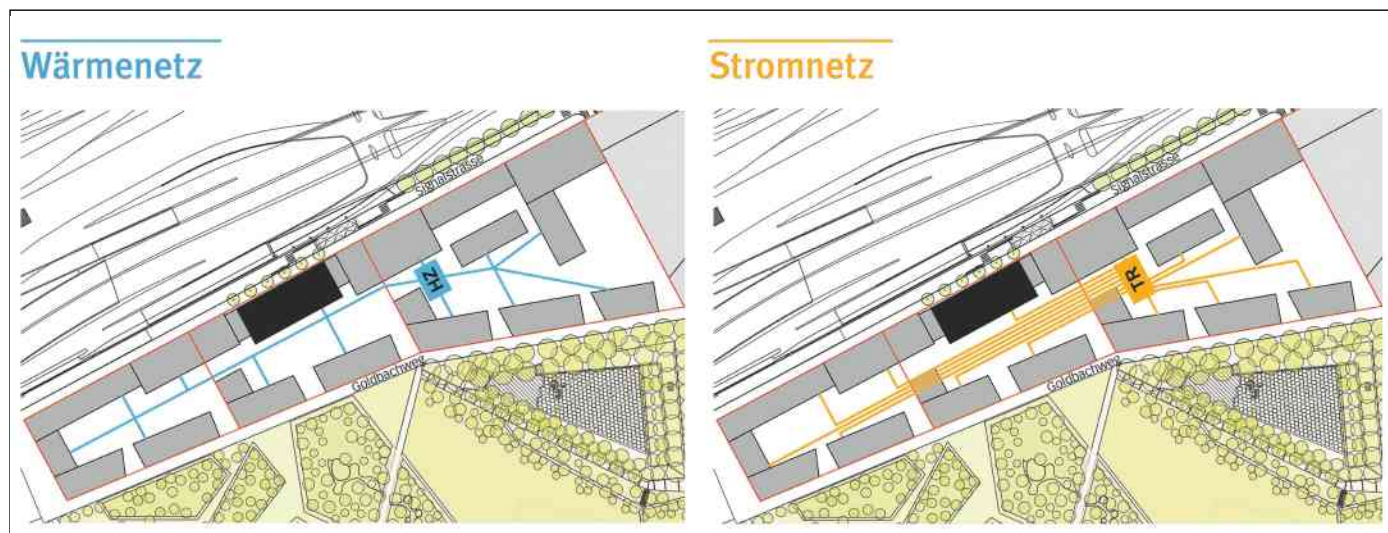 Wärmenetz
Stromnetz
Signalstrasse
HZ
Goldbachweg
Signalstrasse
TR
Goldbachweg